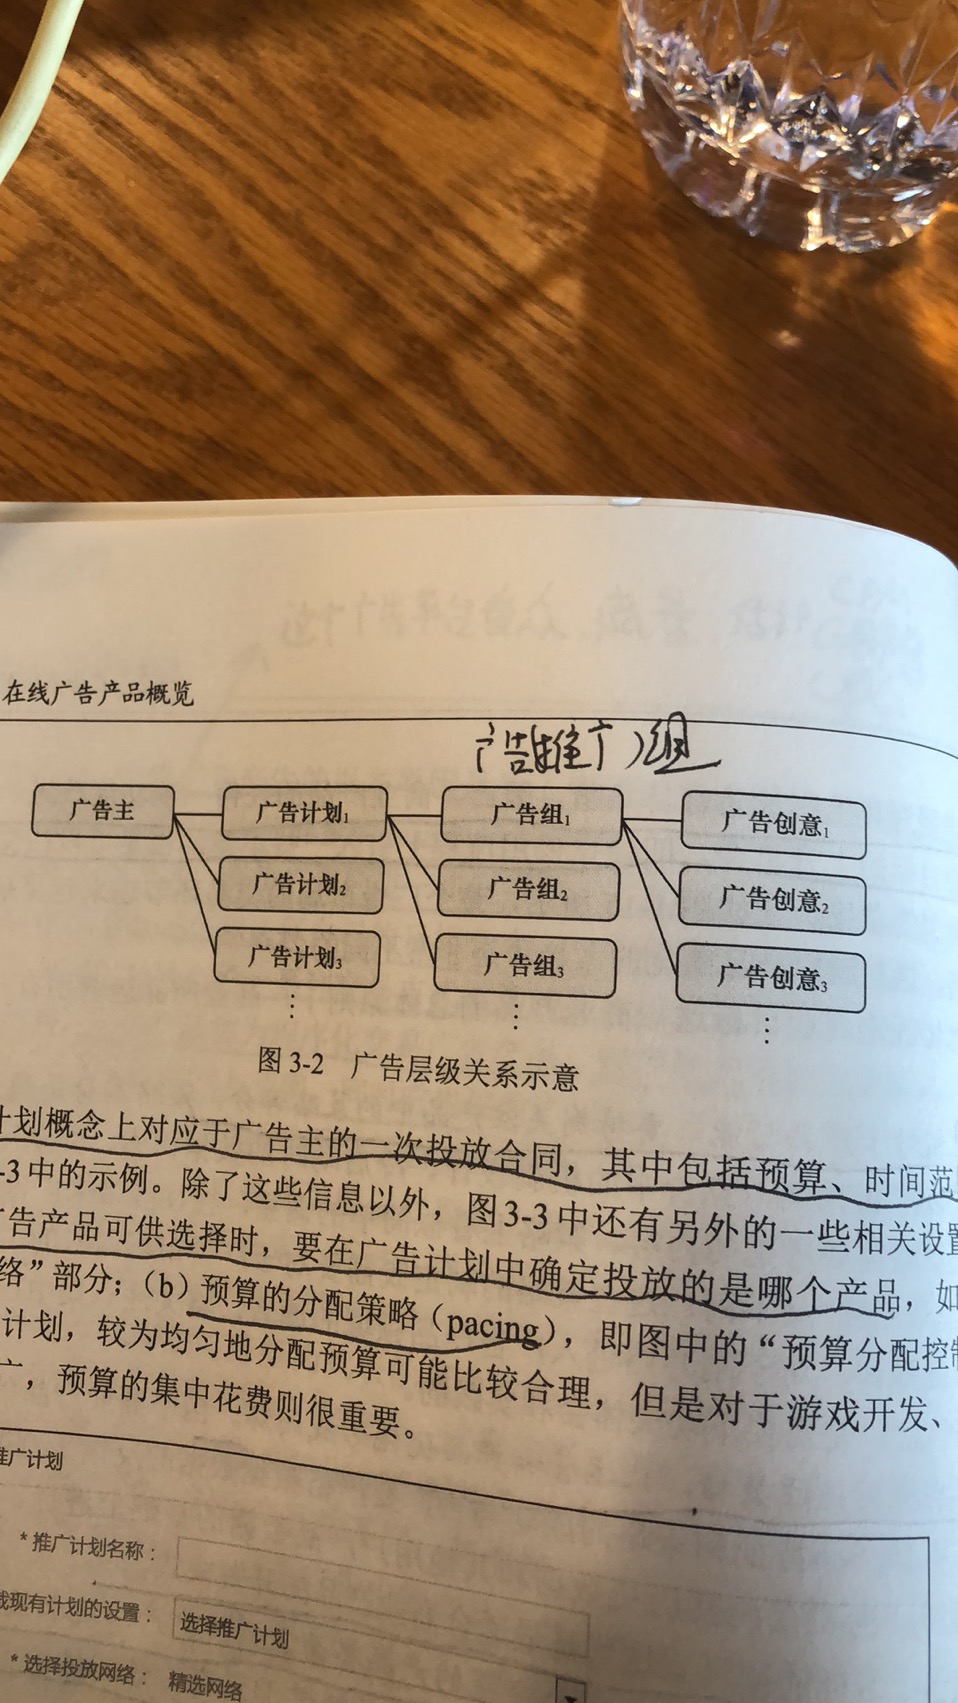 在线广告产品概览
广告推广组
广告主 广告计划1 广告组1 广告创意1
广告计划2 广告组2 广告创意2
广告计划3 广告组3 广告创意3
⋮ ⋮ ⋮
图 3-2 广告层级关系示意
计划概念上对应于广告主的一次投放合同，其中包括预算、时间范
-3 中的示例。除了这些信息以外，图 3-3 中还有另外的一些相关设置
广告产品可供选择时，要在广告计划中确定投放的是哪个产品，如
络”部分；（b）预算的分配策略（pacing），即图中的“预算分配控制
计划，较为均匀地分配预算可能比较合理，但是对于游戏开发、
，预算的集中花费则很重要。
推广计划
* 推广计划名称：
现有计划的设置： 选择推广计划
* 选择投放网络： 精选网络